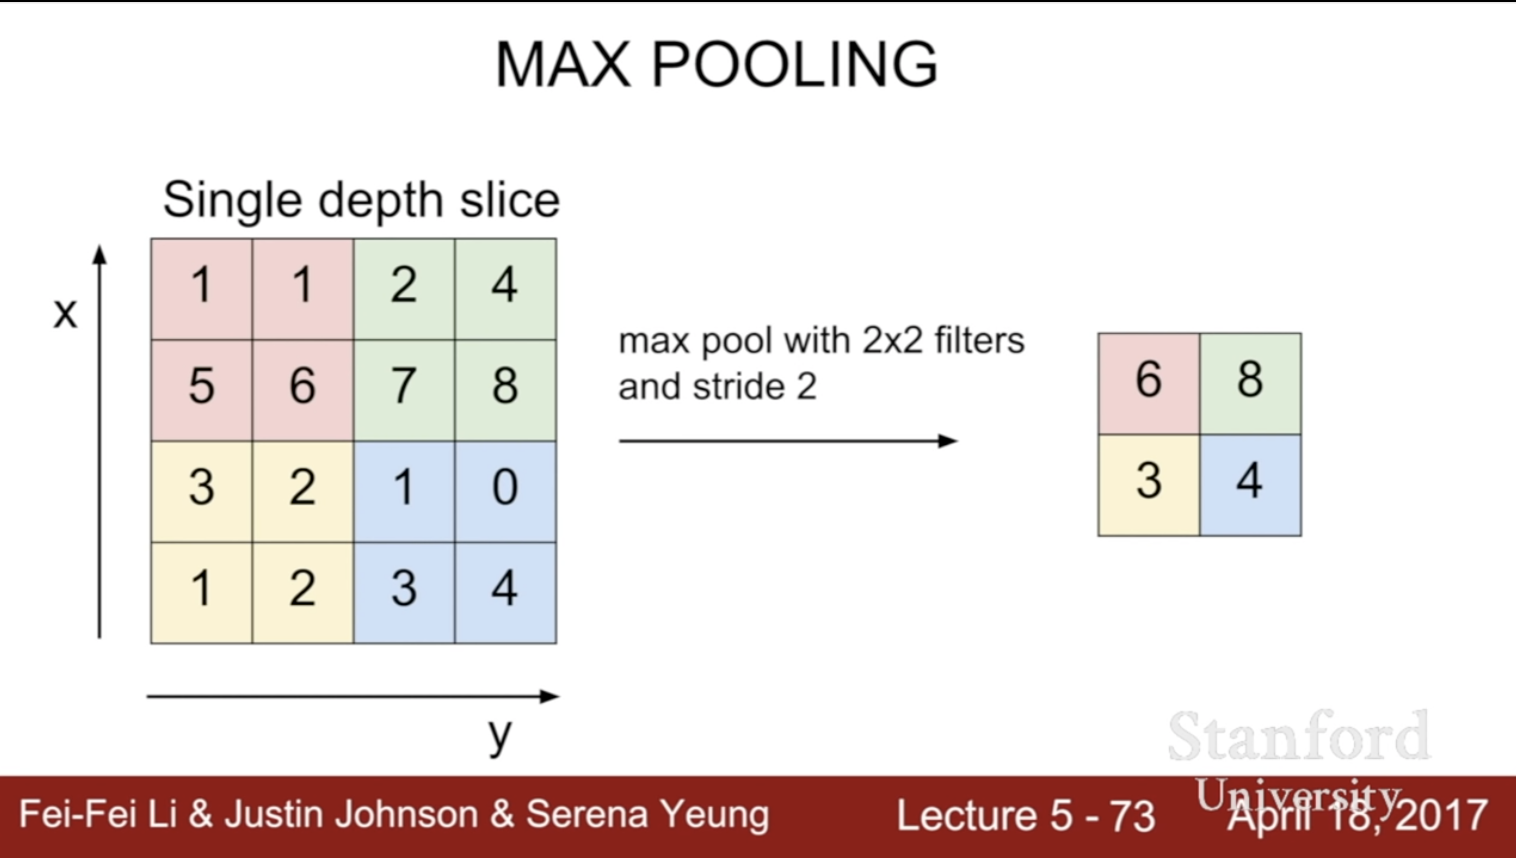 MAX POOLING
Single depth slice
x
1 1 2 4
5 6 7 8
3 2 1 0
1 2 3 4
y
max pool with 2x2 filters
and stride 2
6 8
3 4
Stanford
University
Fei-Fei Li & Justin Johnson & Serena Yeung
Lecture 5 - 73
April 18, 2017